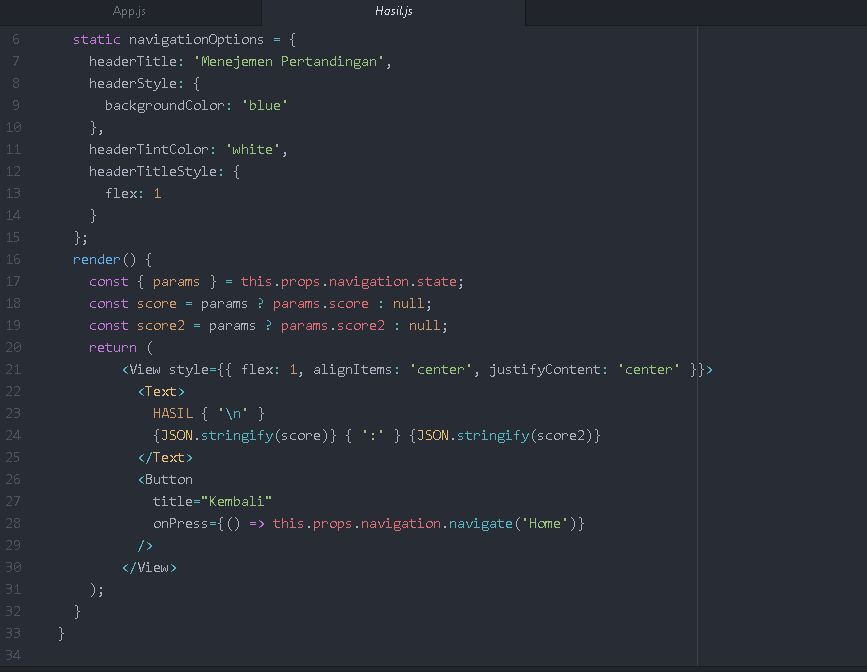 App.js
Hasil.js
6 static navigationOptions = {
7 headerTitle: 'Menejemen Pertandingan',
8 headerStyle: {
9 backgroundColor: 'blue'
10 },
11 headerTintColor: 'white',
12 headerTitleStyle: {
13 flex: 1
14 }
15 };
16 render() {
17 const { params } = this.props.navigation.state;
18 const score = params ? params.score : null;
19 const score2 = params ? params.score2 : null;
20 return (
21 <View style={{ flex: 1, alignItems: 'center', justifyContent: 'center' }}>
22 <Text>
23 HASIL { '\n' }
24 {JSON.stringify(score)} { ':' } {JSON.stringify(score2)}
25 </Text>
26 <Button
27 title="Kembali"
28 onPress={() => this.props.navigation.navigate('Home')}
29 />
30 </View>
31 );
32 }
33 }
34